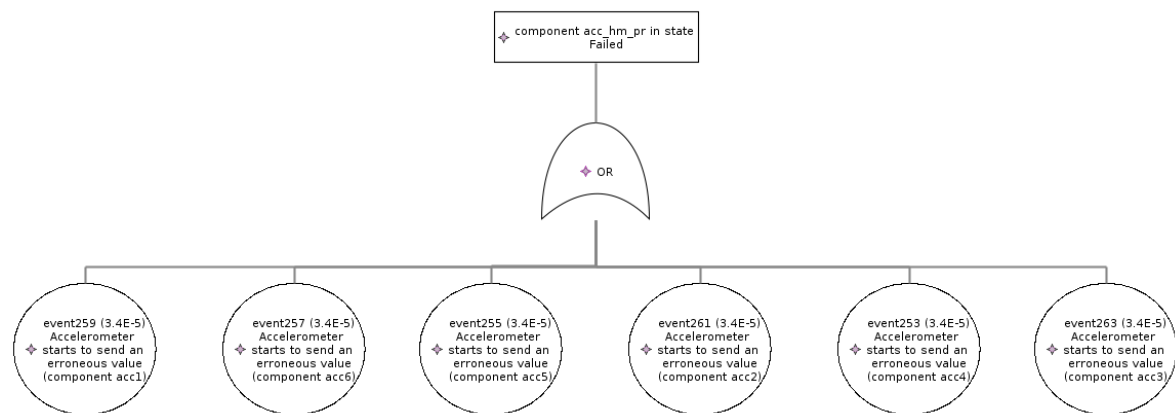 component acc_hm_pr in state
Failed
OR
event259 (3.4E-5)
Accelerometer
starts to send an
erroneous value
(component acc1)
event257 (3.4E-5)
Accelerometer
starts to send an
erroneous value
(component acc6)
event255 (3.4E-5)
Accelerometer
starts to send an
erroneous value
(component acc5)
event261 (3.4E-5)
Accelerometer
starts to send an
erroneous value
(component acc2)
event253 (3.4E-5)
Accelerometer
starts to send an
erroneous value
(component acc4)
event263 (3.4E-5)
Accelerometer
starts to send an
erroneous value
(component acc3)